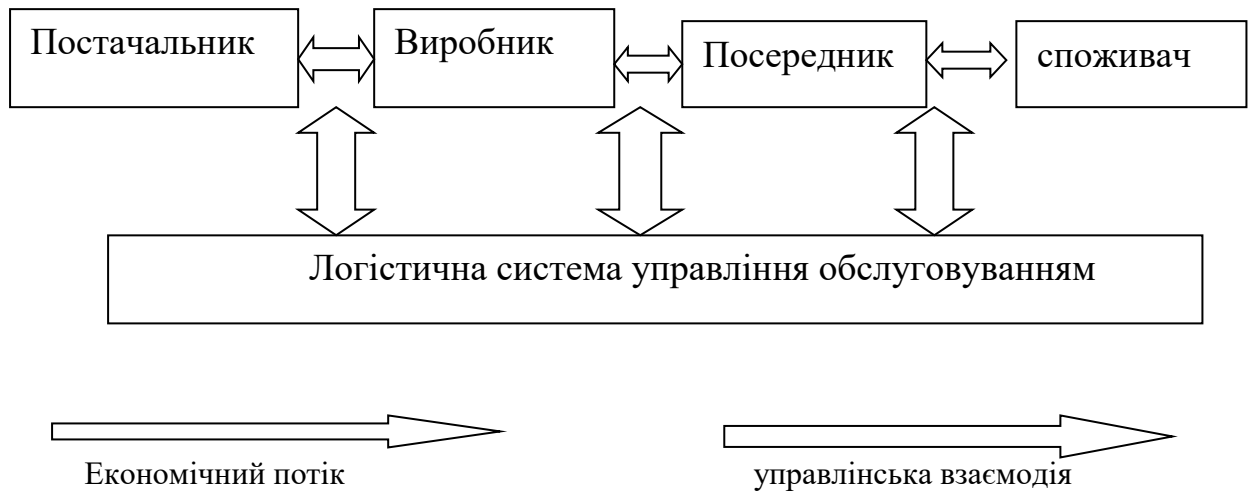 Постачальник
Виробник
Посередник
споживач
Логістична система управління обслуговуванням
Економічний потік
управлінська взаємодія